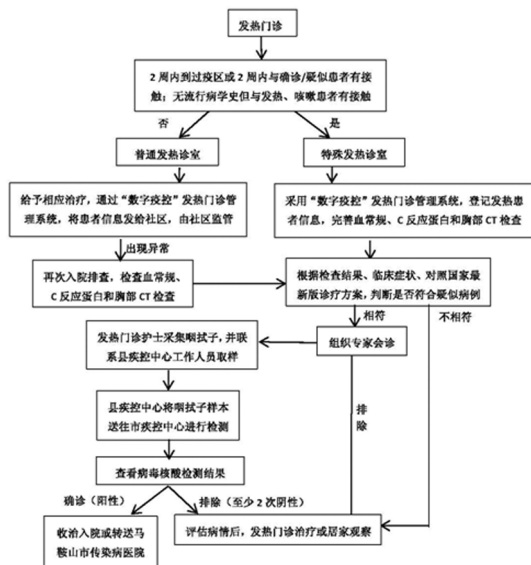 发热门诊
2周内到过疫区或2周内与确诊/疑似患者有接
触；无流行病学史但与发热、咳嗽患者有接触
否
是
普通发热诊室
特殊发热诊室
给予相应治疗，通过“数字疫控”发热门诊管
理系统，将患者信息发给社区，由社区监管
采用“数字疫控”发热门诊管理系统，登记发热患
者信息，完善血常规、C反应蛋白和胸部CT检查
出现异常
再次入院排查，检查血常规、
C反应蛋白和胸部CT检查
根据检查结果、临床症状、对照国家最
新版诊疗方案，判断是否符合疑似病例
相符
不相符
发热门诊护士采集咽拭子，并联
系县疾控中心工作人员取样
组织专家会诊
县疾控中心将咽拭子样本
送往市疾控中心进行检测
排除
查看病毒核酸检测结果
确诊（阳性）
排除（至少2次阴性）
收治入院或转送马
鞍山市传染病医院
评估病情后，发热门诊治疗或居家观察